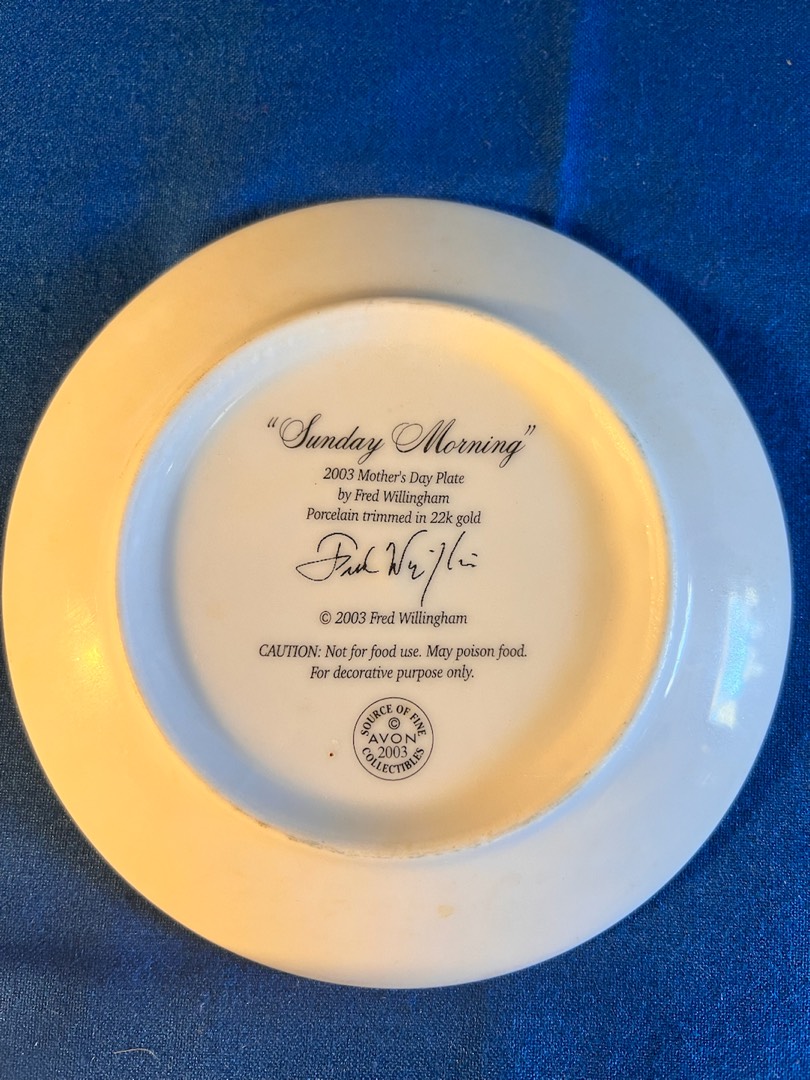 “Sunday Morning”
2003 Mother's Day Plate
by Fred Willingham
Porcelain trimmed in 22k gold
© 2003 Fred Willingham
CAUTION: Not for food use. May poison food.
For decorative purpose only.
SOURCE OF FINE
©
AVON
2003
COLLECTIBLES